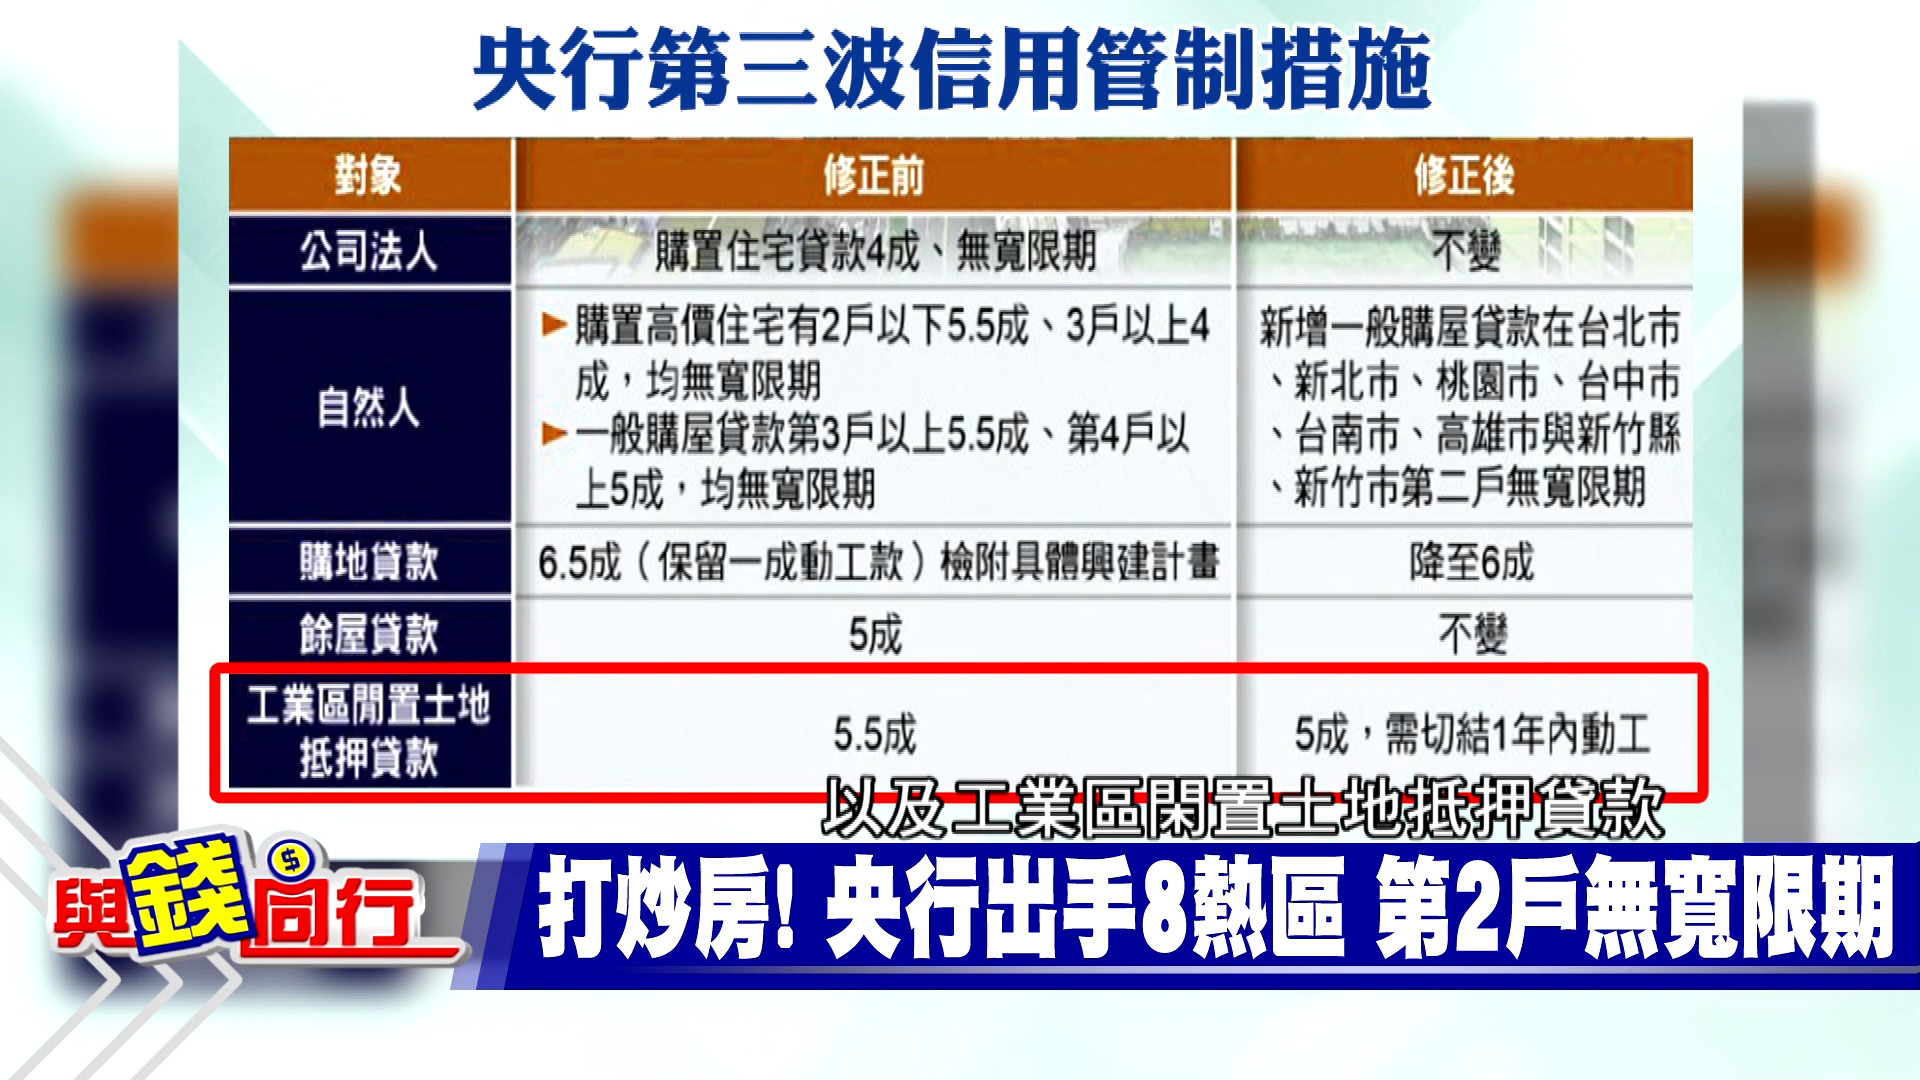 央行第三波信用管制措施
對象 修正前 修正後
公司法人 購置住宅貸款4成、無寬限期 不變
自然人
►購置高價住宅有2戶以下5.5成、3戶以上4
成，均無寬限期
►一般購屋貸款第3戶以上5.5成、第4戶以
上5成，均無寬限期
新增一般購屋貸款在台北市
、新北市、桃園市、台中市
、台南市、高雄市與新竹縣
、新竹市第二戶無寬限期
購地貸款 6.5成（保留一成動工款）檢附具體興建計畫 降至6成
餘屋貸款 5成 不變
工業區閒置土地
抵押貸款
5.5成 5成，需切結1年內動工
以及工業區閑置土地抵押貸款
與錢同行
$
打炒房! 央行出手8熱區 第2戶無寬限期